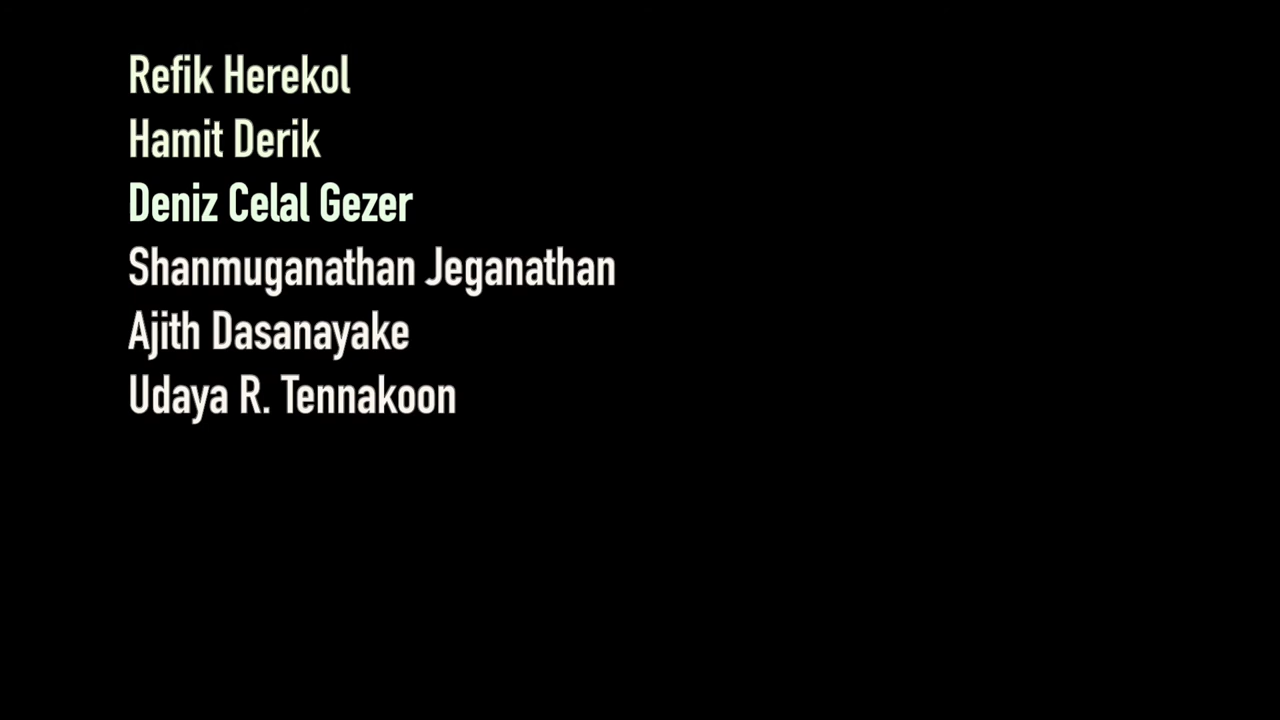 Refik Herekol
Hamit Derik
Deniz Celal Gezer
Shanmuganathan Jeganathan
Ajith Dasanayake
Udaya R. Tennakoon